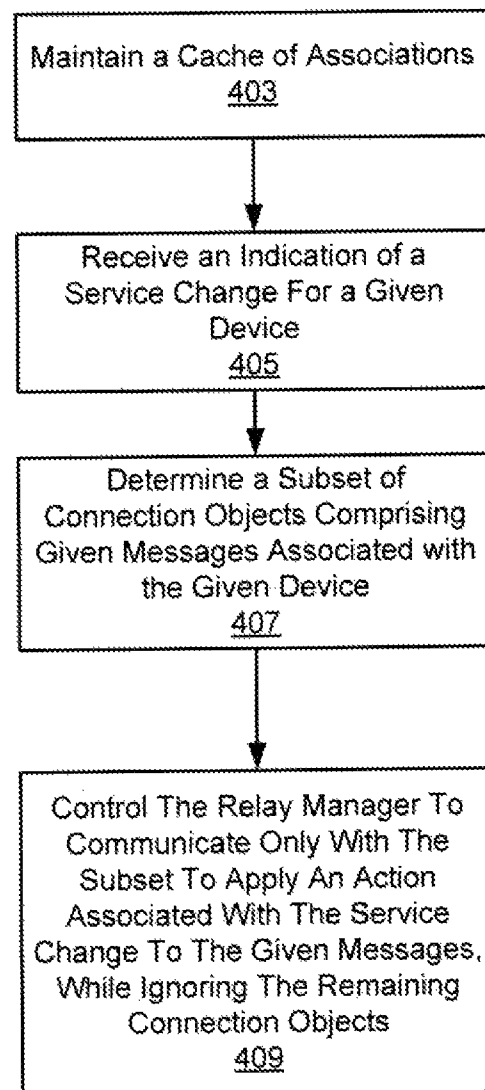 Maintain a Cache of Associations
403
Receive an Indication of a
Service Change For a Given
Device
405
Determine a Subset of
Connection Objects Comprising
Given Messages Associated with
the Given Device
407
Control The Relay Manager To
Communicate Only With The
Subset To Apply An Action
Associated With The Service
Change To The Given Messages,
While Ignoring The Remaining
Connection Objects
409